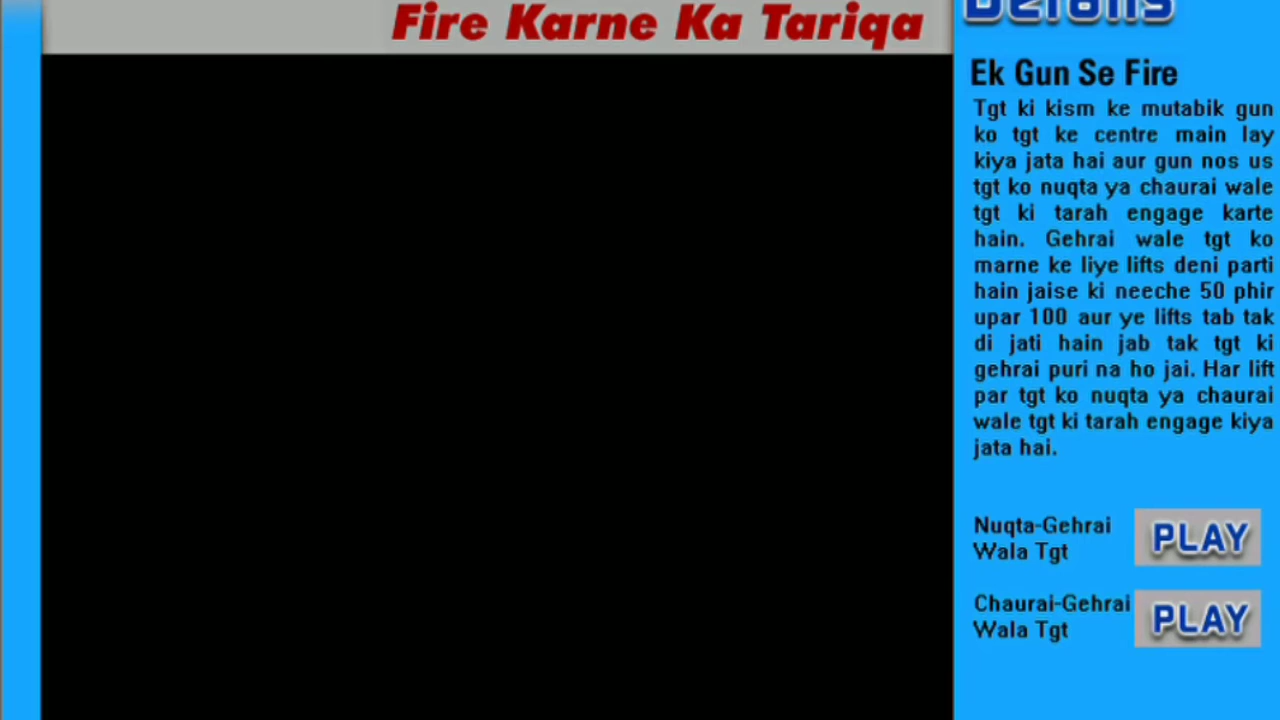 Fire Karne Ka Tariqa
Details
Ek Gun Se Fire
Tgt ki kism ke mutabik gun
ko tgt ke centre main lay
kiya jata hai aur gun nos us
tgt ko nuqta ya chaurai wale
tgt ki tarah engage karte
hain. Gehrai wale tgt ko
marne ke liye lifts deni parti
hain jaise ki neeche 50 phir
upar 100 aur ye lifts tab tak
di jati hain jab tak tgt ki
gehrai puri na ho jai. Har lift
par tgt ko nuqta ya chaurai
wale tgt ki tarah engage kiya
jata hai.
Nuqta-Gehrai
Wala Tgt
PLAY
Chaurai-Gehrai
Wala Tgt
PLAY